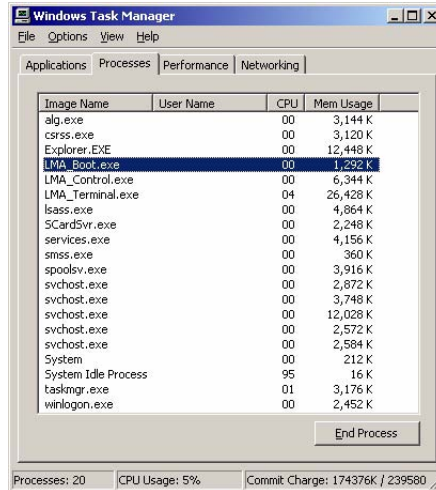 Windows Task Manager
File Options View Help
Applications Processes Performance Networking
Image Name User Name CPU Mem Usage
alg.exe 00 3,144 K
csrss.exe 00 3,120 K
Explorer.EXE 00 12,448 K
LMA_Boot.exe 00 1,292 K
LMA_Control.exe 00 6,344 K
LMA_Terminal.exe 04 26,428 K
lsass.exe 00 4,864 K
SCardSvr.exe 00 2,248 K
services.exe 00 4,156 K
smss.exe 00 360 K
spoolsv.exe 00 3,916 K
svchost.exe 00 2,872 K
svchost.exe 00 3,748 K
svchost.exe 00 12,028 K
svchost.exe 00 2,572 K
svchost.exe 00 2,584 K
System 00 212 K
System Idle Process 95 16 K
taskmgr.exe 01 3,176 K
winlogon.exe 00 2,452 K
End Process
Processes: 20 CPU Usage: 5% Commit Charge: 174376K / 239580